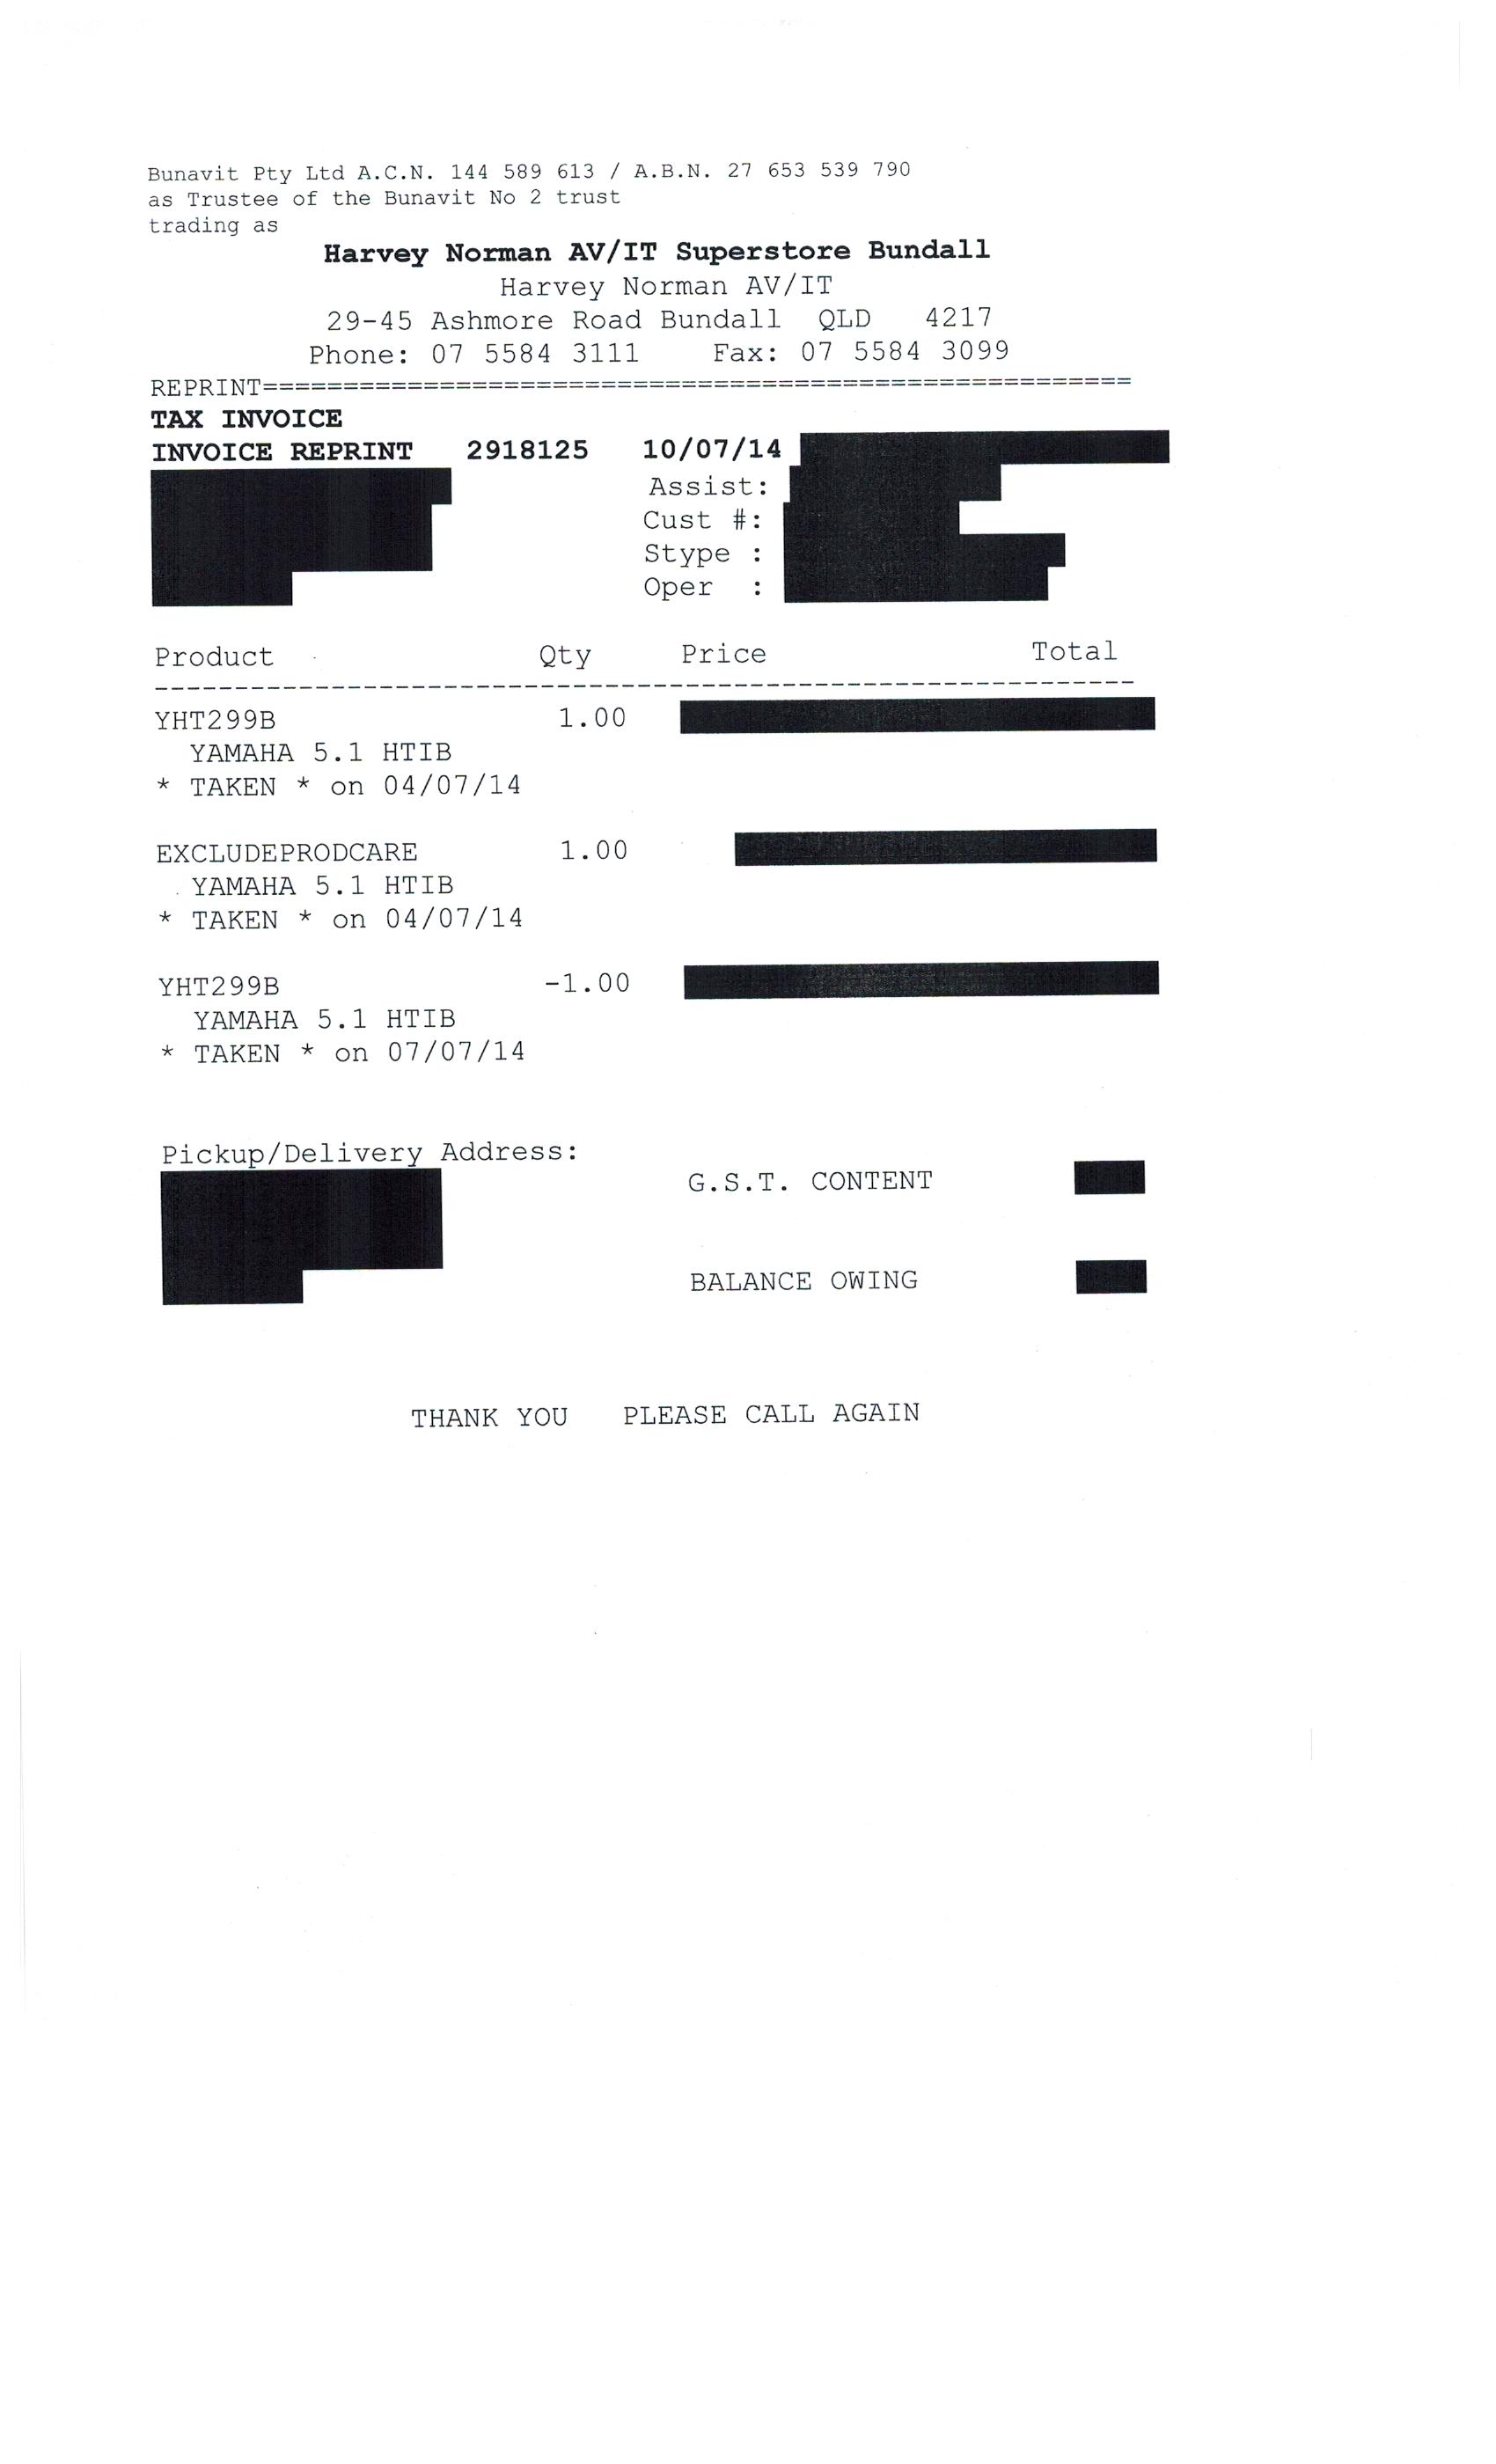 Bunavit Pty Ltd A.C.N. 144 589 613 / A.B.N. 27 653 539 790
as Trustee of the Bunavit No 2 trust
trading as
Harvey Norman AV/IT Superstore Bundall
Harvey Norman AV/IT
29-45 Ashmore Road Bundall QLD 4217
Phone: 07 5584 3111 Fax: 07 5584 3099
REPRINT======================================================
TAX INVOICE
INVOICE REPRINT 2918125 10/07/14
Assist:
Cust #:
Stype :
Oper :
Product Qty Price Total
-------------------------------------------------------------
YHT299B 1.00
YAMAHA 5.1 HTIB
* TAKEN * on 04/07/14
EXCLUDEPRODCARE 1.00
YAMAHA 5.1 HTIB
* TAKEN * on 04/07/14
YHT299B -1.00
YAMAHA 5.1 HTIB
* TAKEN * on 07/07/14
Pickup/Delivery Address:
G.S.T. CONTENT
BALANCE OWING
THANK YOU PLEASE CALL AGAIN